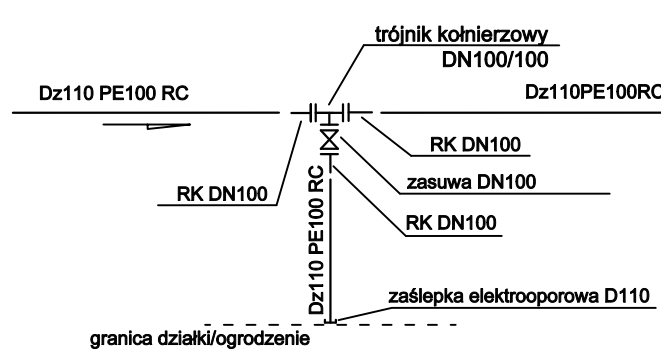 trójnik kołnierzowy
DN100/100
Dz110 PE100 RC
Dz110PE100RC
RK DN100
zasuwa DN100
RK DN100
RK DN100
Dz110 PE100 RC
zaślepka elektrooporowa D110
granica działki/ogrodzenie